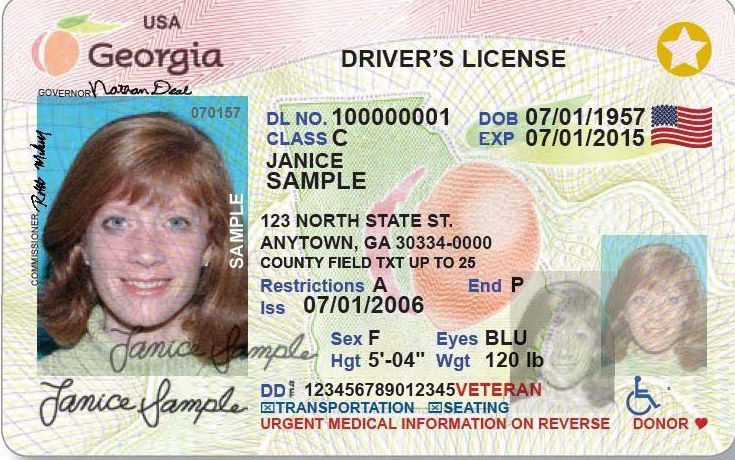 USA
Georgia
DRIVER'S LICENSE
GOVERNOR Nathan Deal
070157
DL NO. 100000001 DOB 07/01/1957
CLASS C EXP 07/01/2015
JANICE
SAMPLE
123 NORTH STATE ST.
ANYTOWN, GA 30334-0000
COUNTY FIELD TXT UP TO 25
Restrictions A End P
Iss 07/01/2006
Sex F Eyes BLU
Hgt 5'-04" Wgt 120 lb
DD 123456789012345 VETERAN
☒TRANSPORTATION ☒SEATING
URGENT MEDICAL INFORMATION ON REVERSE DONOR ♥
COMMISSIONER
SAMPLE
Janice Sample
Janice Sample